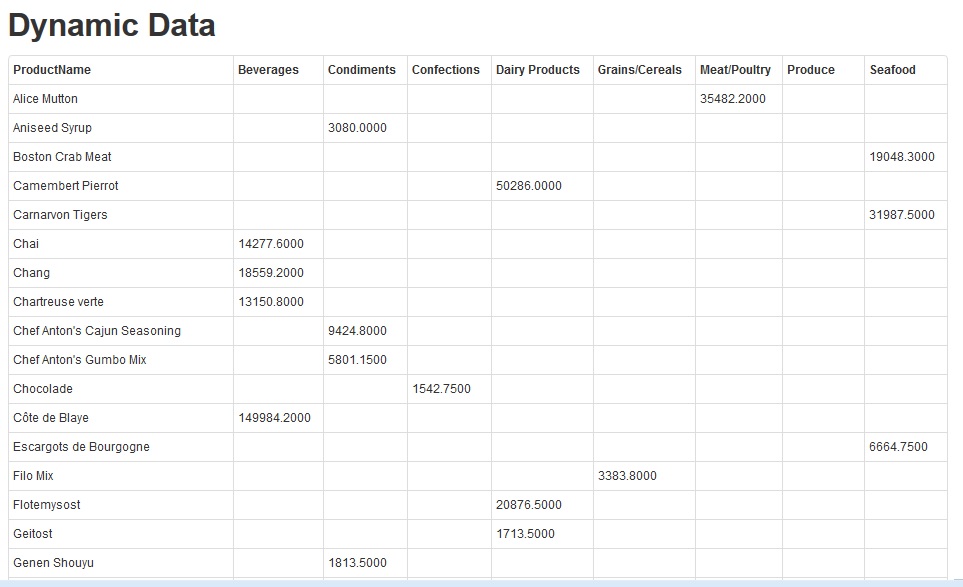 Dynamic Data
ProductName Beverages Condiments Confections Dairy Products Grains/Cereals Meat/Poultry Produce Seafood
Alice Mutton 35482.2000
Aniseed Syrup 3080.0000
Boston Crab Meat 19048.3000
Camembert Pierrot 50286.0000
Carnarvon Tigers 31987.5000
Chai 14277.6000
Chang 18559.2000
Chartreuse verte 13150.8000
Chef Anton's Cajun Seasoning 9424.8000
Chef Anton's Gumbo Mix 5801.1500
Chocolade 1542.7500
Côte de Blaye 149984.2000
Escargots de Bourgogne 6664.7500
Filo Mix 3383.8000
Flotemysost 20876.5000
Geitost 1713.5000
Genen Shouyu 1813.5000